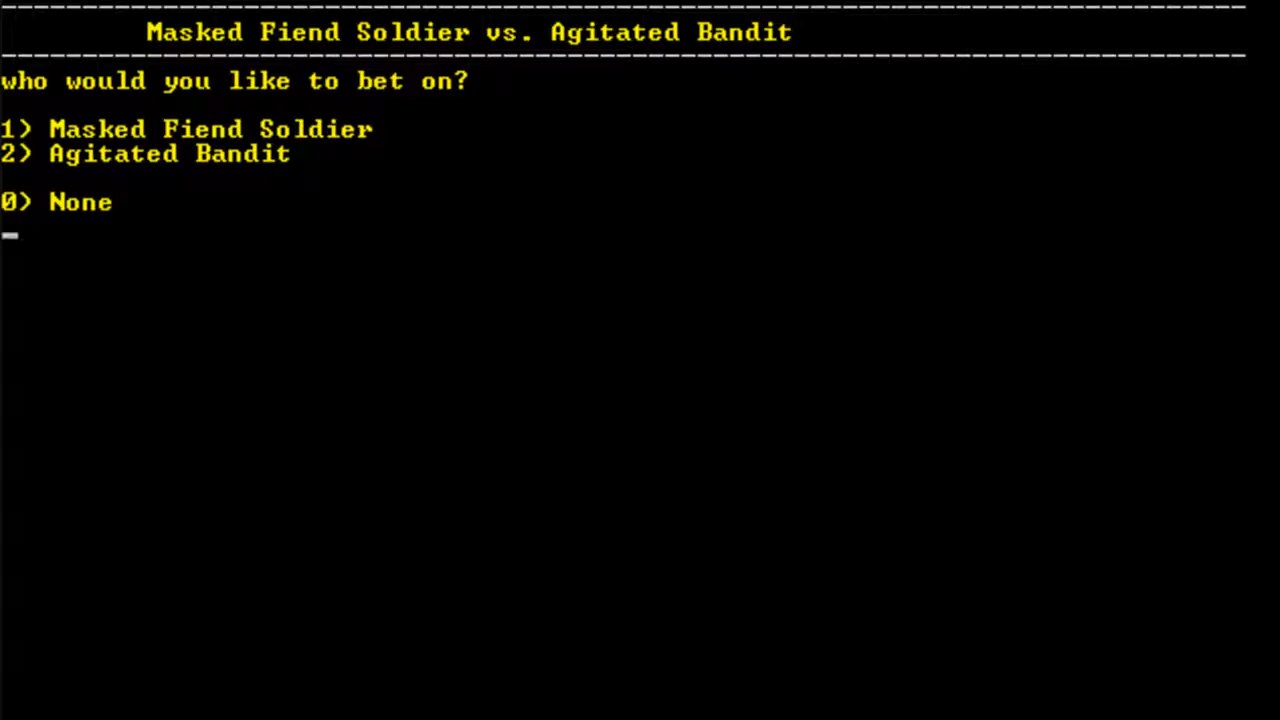 Masked Fiend Soldier vs. Agitated Bandit
who would you like to bet on?
1) Masked Fiend Soldier
2) Agitated Bandit
0) None